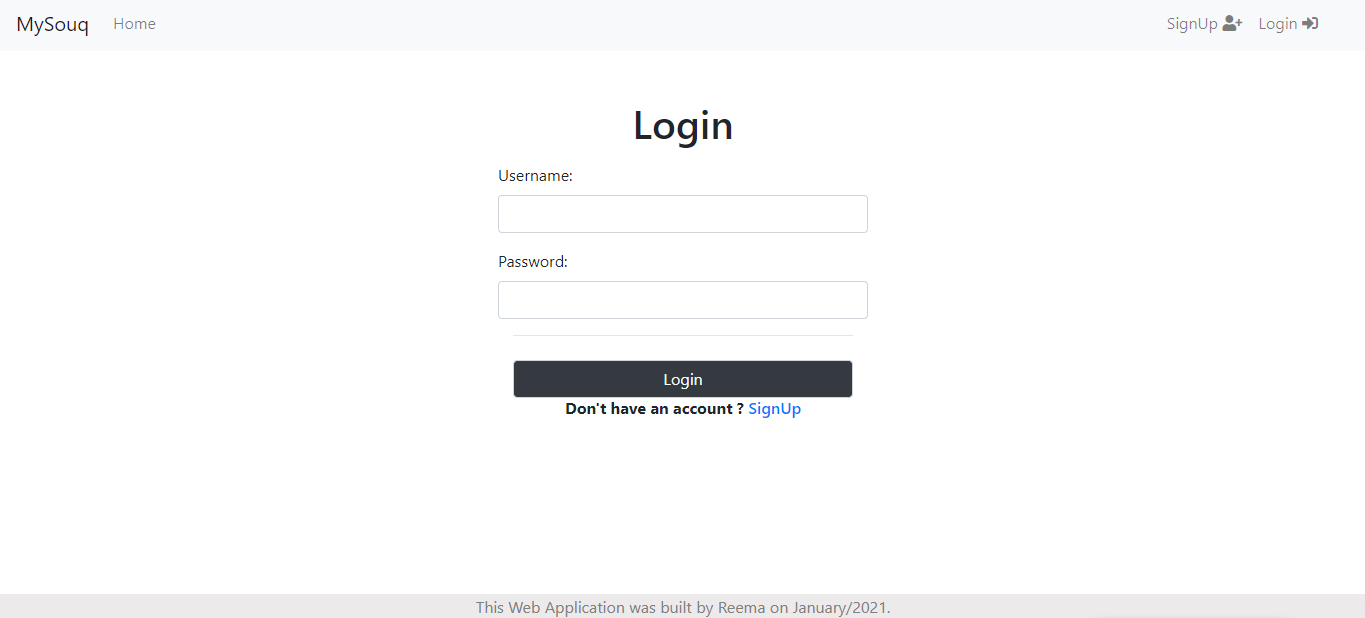 MySouq Home SignUp Login
Login
Username:
Password:
Login
Don't have an account ? SignUp
This Web Application was built by Reema on January/2021.